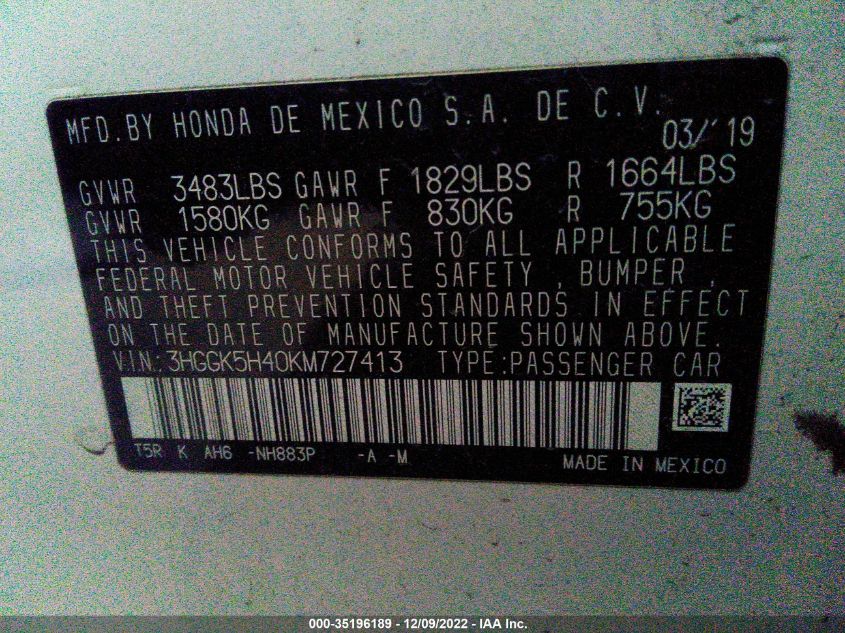 MFD.BY HONDA DE MEXICO S.A. DE C.V.
03/'19
GVWR 3483LBS GAWR F 1829LBS R 1664LBS
GVWR 1580KG GAWR F 830KG R 755KG
THIS VEHICLE CONFORMS TO ALL APPLICABLE
FEDERAL MOTOR VEHICLE SAFETY , BUMPER ,
AND THEFT PREVENTION STANDARDS IN EFFECT
ON THE DATE OF MANUFACTURE SHOWN ABOVE.
V.I.N.: 3HGGK5H40KM727413 TYPE:PASSENGER CAR
T5R K AH6 -NH883P -A -M
MADE IN MEXICO
000-35196189 - 12/09/2022 - IAA Inc.